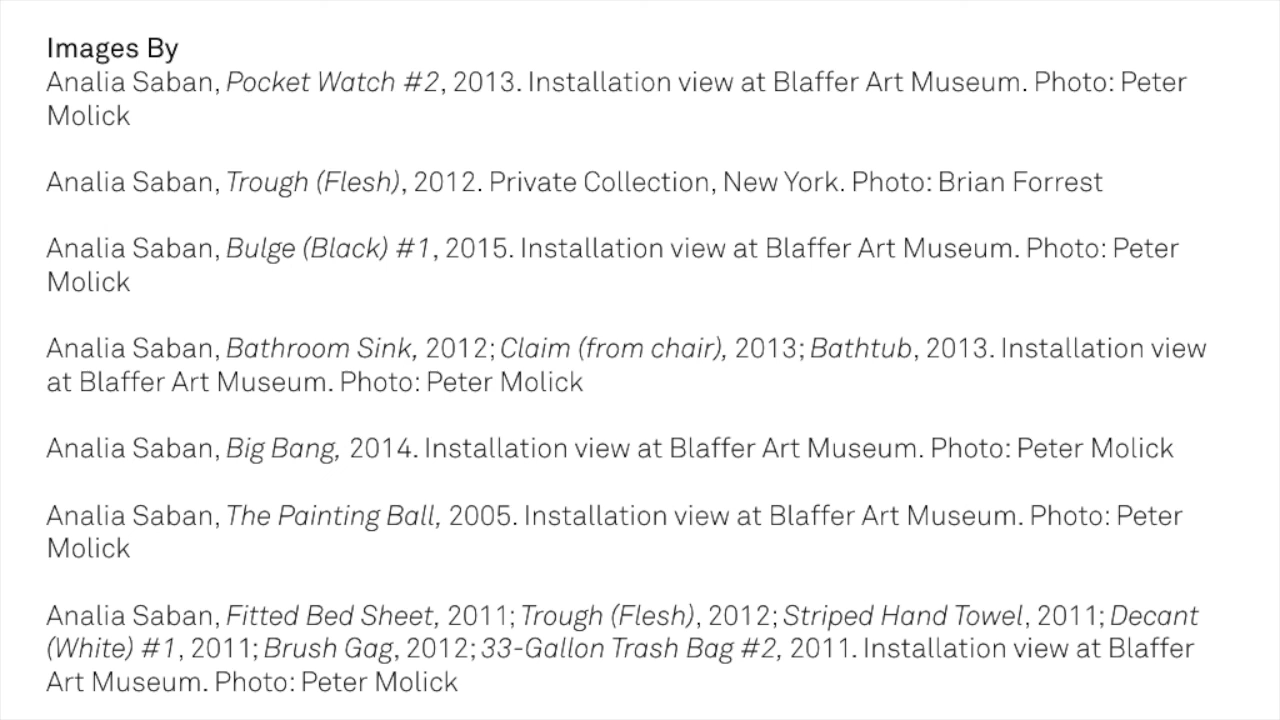 Images By
Analia Saban, Pocket Watch #2, 2013. Installation view at Blaffer Art Museum. Photo: Peter
Molick
Analia Saban, Trough (Flesh), 2012. Private Collection, New York. Photo: Brian Forrest
Analia Saban, Bulge (Black) #1, 2015. Installation view at Blaffer Art Museum. Photo: Peter
Molick
Analia Saban, Bathroom Sink, 2012; Claim (from chair), 2013; Bathtub, 2013. Installation view
at Blaffer Art Museum. Photo: Peter Molick
Analia Saban, Big Bang, 2014. Installation view at Blaffer Art Museum. Photo: Peter Molick
Analia Saban, The Painting Ball, 2005. Installation view at Blaffer Art Museum. Photo: Peter
Molick
Analia Saban, Fitted Bed Sheet, 2011; Trough (Flesh), 2012; Striped Hand Towel, 2011; Decant
(White) #1, 2011; Brush Gag, 2012; 33-Gallon Trash Bag #2, 2011. Installation view at Blaffer
Art Museum. Photo: Peter Molick